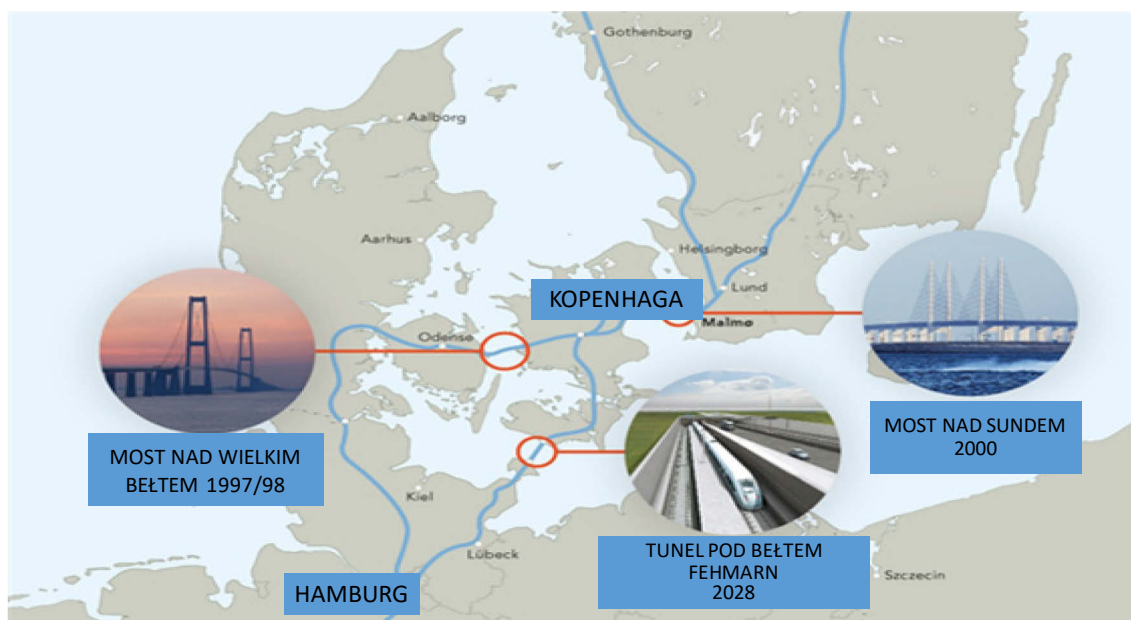 Gothenburg
Aalborg
Aarhus
Helsingborg
KOPENHAGA
Lund
Malmø
Odense
MOST NAD WIELKIM
BEŁTEM 1997/98
MOST NAD SUNDEM
2000
Kiel
Lübeck
TUNEL POD BEŁTEM
FEHMARN
2028
HAMBURG
Szczecin